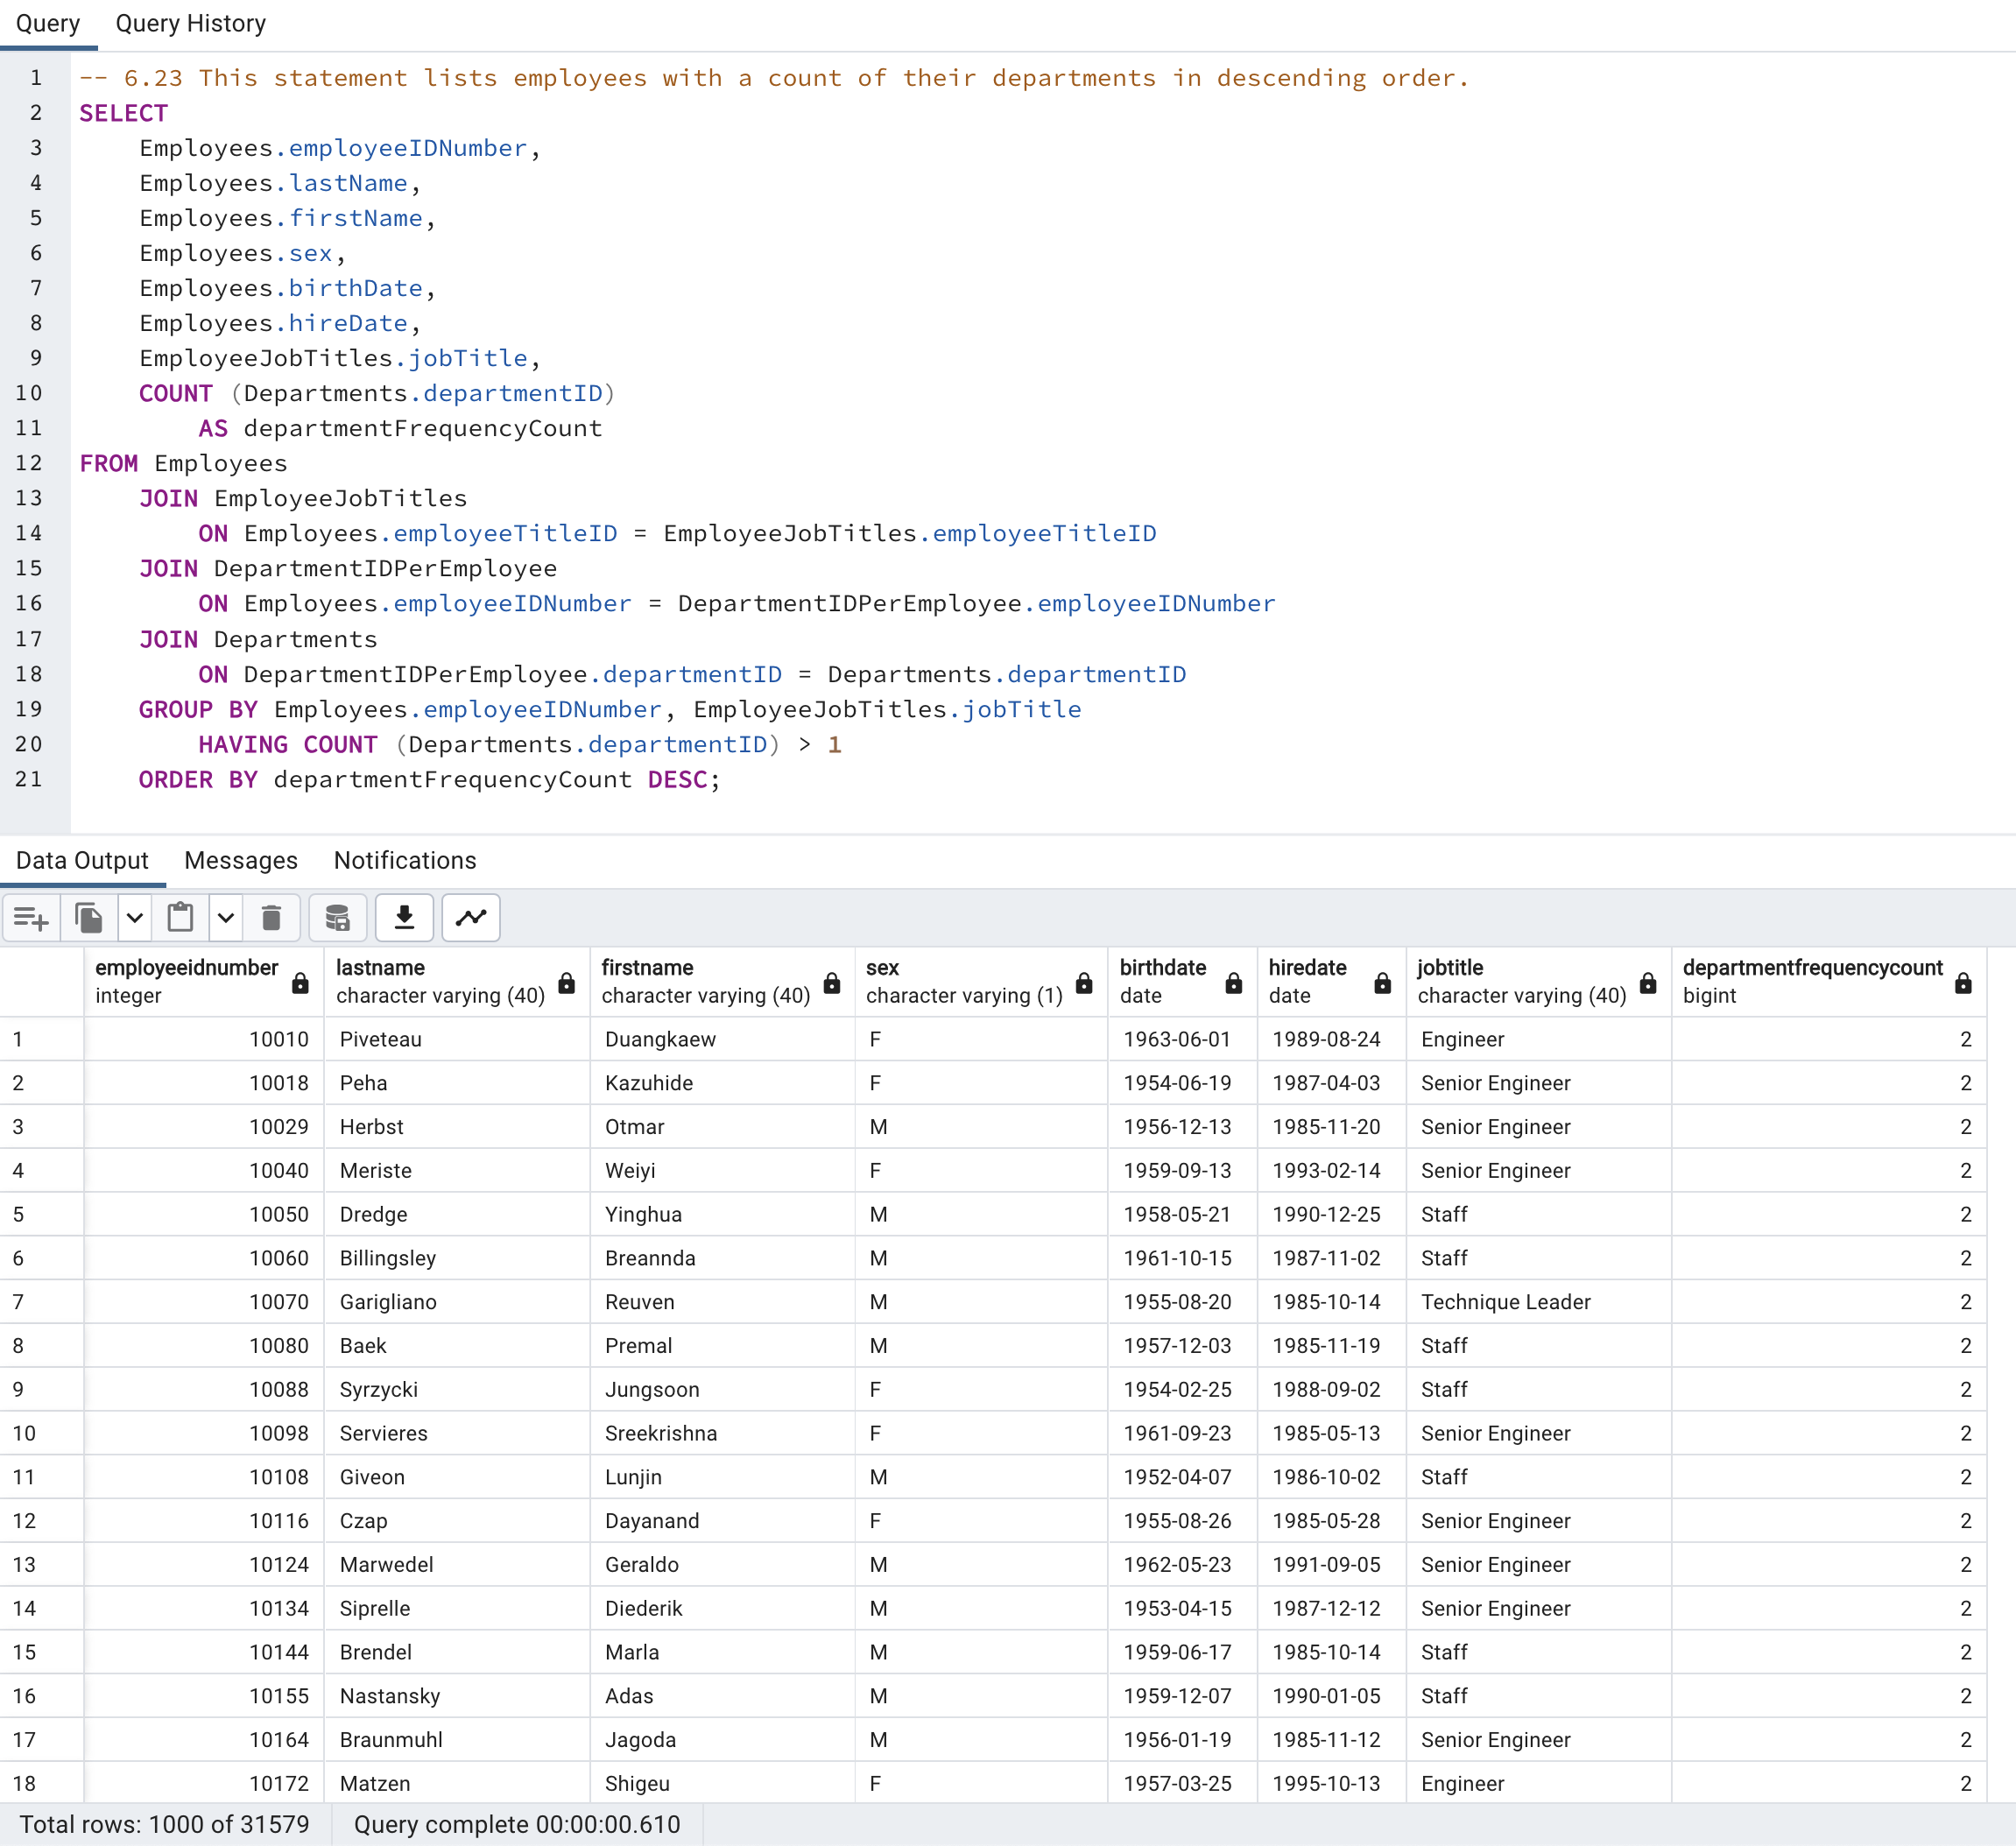 Query Query History
1 -- 6.23 This statement lists employees with a count of their departments in descending order.
2 SELECT
3 Employees.employeeIDNumber,
4 Employees.lastName,
5 Employees.firstName,
6 Employees.sex,
7 Employees.birthDate,
8 Employees.hireDate,
9 EmployeeJobTitles.jobTitle,
10 COUNT (Departments.departmentID)
11 AS departmentFrequencyCount
12 FROM Employees
13 JOIN EmployeeJobTitles
14 ON Employees.employeeTitleID = EmployeeJobTitles.employeeTitleID
15 JOIN DepartmentIDPerEmployee
16 ON Employees.employeeIDNumber = DepartmentIDPerEmployee.employeeIDNumber
17 JOIN Departments
18 ON DepartmentIDPerEmployee.departmentID = Departments.departmentID
19 GROUP BY Employees.employeeIDNumber, EmployeeJobTitles.jobTitle
20 HAVING COUNT (Departments.departmentID) > 1
21 ORDER BY departmentFrequencyCount DESC;
Data Output Messages Notifications
employeeidnumber lastname firstname sex birthdate hiredate jobtitle departmentfrequencycount
integer character varying (40) character varying (40) character varying (1) date date character varying (40) bigint
1 10010 Piveteau Duangkaew F 1963-06-01 1989-08-24 Engineer 2
2 10018 Peha Kazuhide F 1954-06-19 1987-04-03 Senior Engineer 2
3 10029 Herbst Otmar M 1956-12-13 1985-11-20 Senior Engineer 2
4 10040 Meriste Weiyi F 1959-09-13 1993-02-14 Senior Engineer 2
5 10050 Dredge Yinghua M 1958-05-21 1990-12-25 Staff 2
6 10060 Billingsley Breannda M 1961-10-15 1987-11-02 Staff 2
7 10070 Garigliano Reuven M 1955-08-20 1985-10-14 Technique Leader 2
8 10080 Baek Premal M 1957-12-03 1985-11-19 Staff 2
9 10088 Syrzycki Jungsoon F 1954-02-25 1988-09-02 Staff 2
10 10098 Servieres Sreekrishna F 1961-09-23 1985-05-13 Senior Engineer 2
11 10108 Giveon Lunjin M 1952-04-07 1986-10-02 Staff 2
12 10116 Czap Dayanand F 1955-08-26 1985-05-28 Senior Engineer 2
13 10124 Marwedel Geraldo M 1962-05-23 1991-09-05 Senior Engineer 2
14 10134 Siprelle Diederik M 1953-04-15 1987-12-12 Senior Engineer 2
15 10144 Brendel Marla M 1959-06-17 1985-10-14 Staff 2
16 10155 Nastansky Adas M 1959-12-07 1990-01-05 Staff 2
17 10164 Braunmuhl Jagoda M 1956-01-19 1985-11-12 Senior Engineer 2
18 10172 Matzen Shigeu F 1957-03-25 1995-10-13 Engineer 2
Total rows: 1000 of 31579 Query complete 00:00:00.610